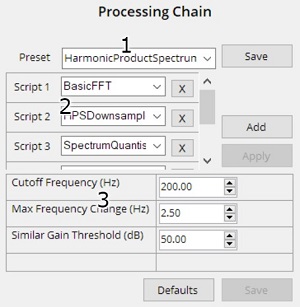 Processing Chain
1
Preset HarmonicProductSpectrun Save
Script 1 BasicFFT X
2
Script 2 HPSDownsampl X
Add
Script 3 SpectrumQuantis X
Apply
Cutoff Frequency (Hz) 200.00
3
Max Frequency Change (Hz) 2.50
Similar Gain Threshold (dB) 50.00
Defaults Save